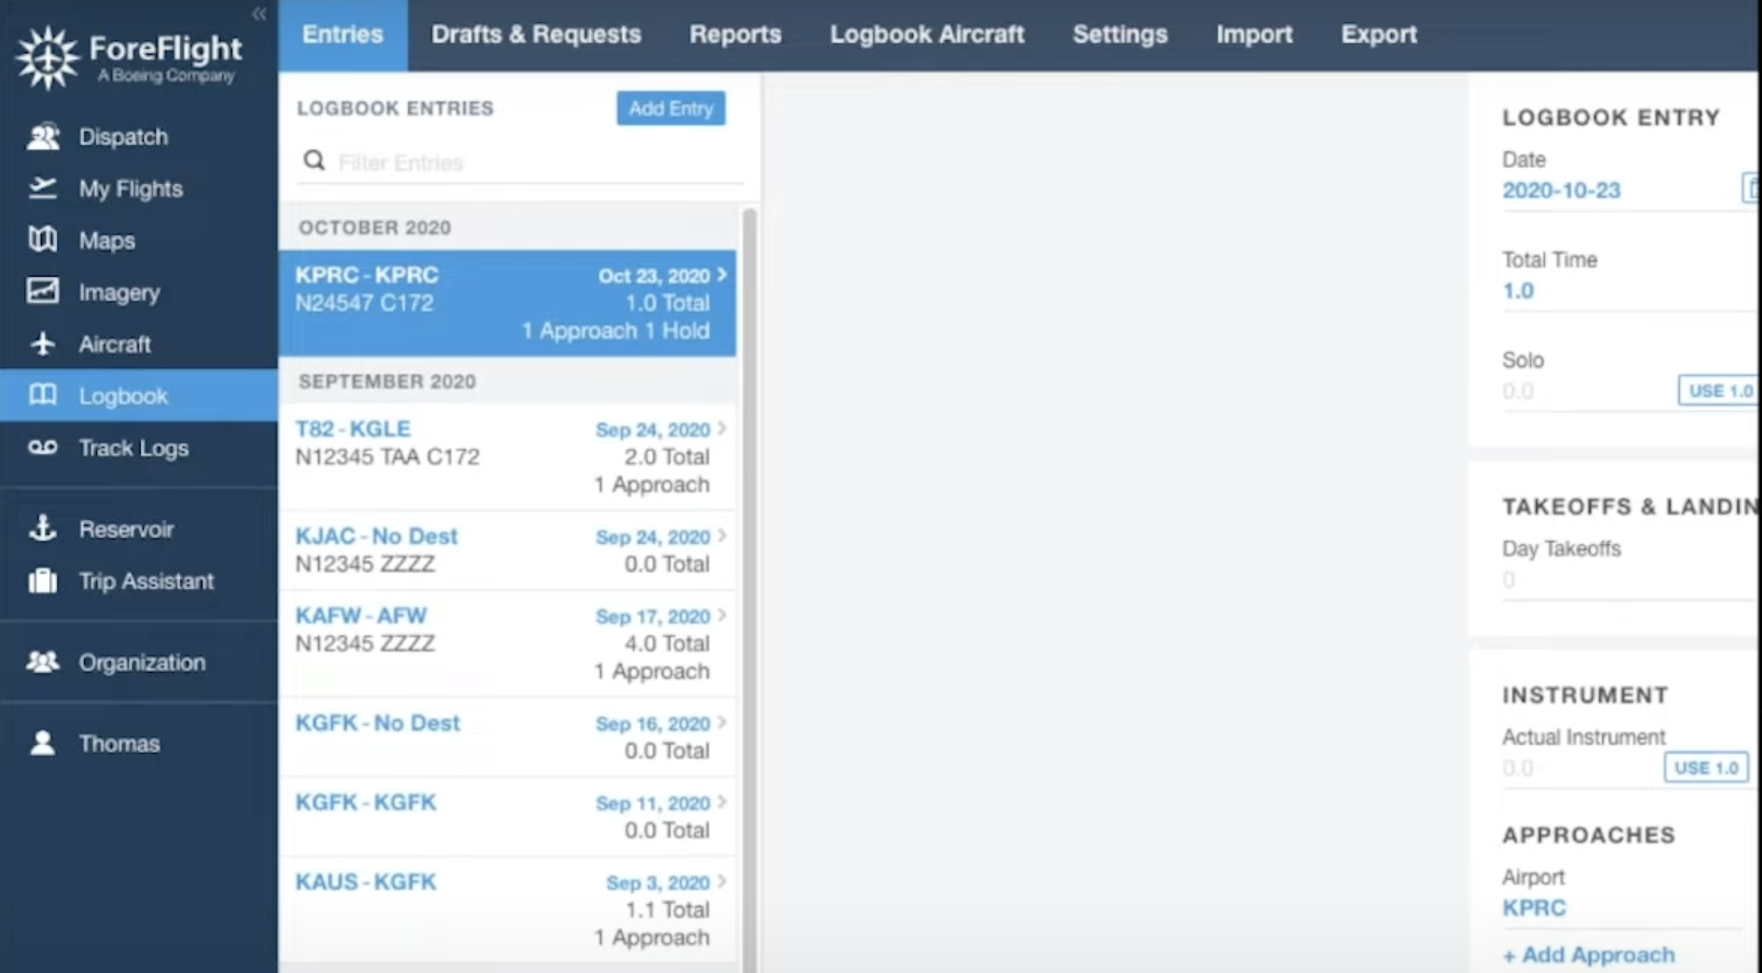 «
ForeFlight
A Boeing Company
Dispatch
My Flights
Maps
Imagery
Aircraft
Logbook
Track Logs
Reservoir
Trip Assistant
Organization
Thomas
Entries Drafts & Requests Reports Logbook Aircraft Settings Import Export
LOGBOOK ENTRIES Add Entry
Filter Entries
OCTOBER 2020
KPRC - KPRC Oct 23, 2020
N24547 C172 1.0 Total
1 Approach 1 Hold
SEPTEMBER 2020
T82 - KGLE Sep 24, 2020
N12345 TAA C172 2.0 Total
1 Approach
KJAC - No Dest Sep 24, 2020
N12345 ZZZZ 0.0 Total
KAFW - AFW Sep 17, 2020
N12345 ZZZZ 4.0 Total
1 Approach
KGFK - No Dest Sep 16, 2020
0.0 Total
KGFK - KGFK Sep 11, 2020
0.0 Total
KAUS - KGFK Sep 3, 2020
1.1 Total
1 Approach
LOGBOOK ENTRY
Date
2020-10-23
Total Time
1.0
Solo
0.0 USE 1.0
TAKEOFFS & LANDIN
Day Takeoffs
0
INSTRUMENT
Actual Instrument
0.0 USE 1.0
APPROACHES
Airport
KPRC
+ Add Approach